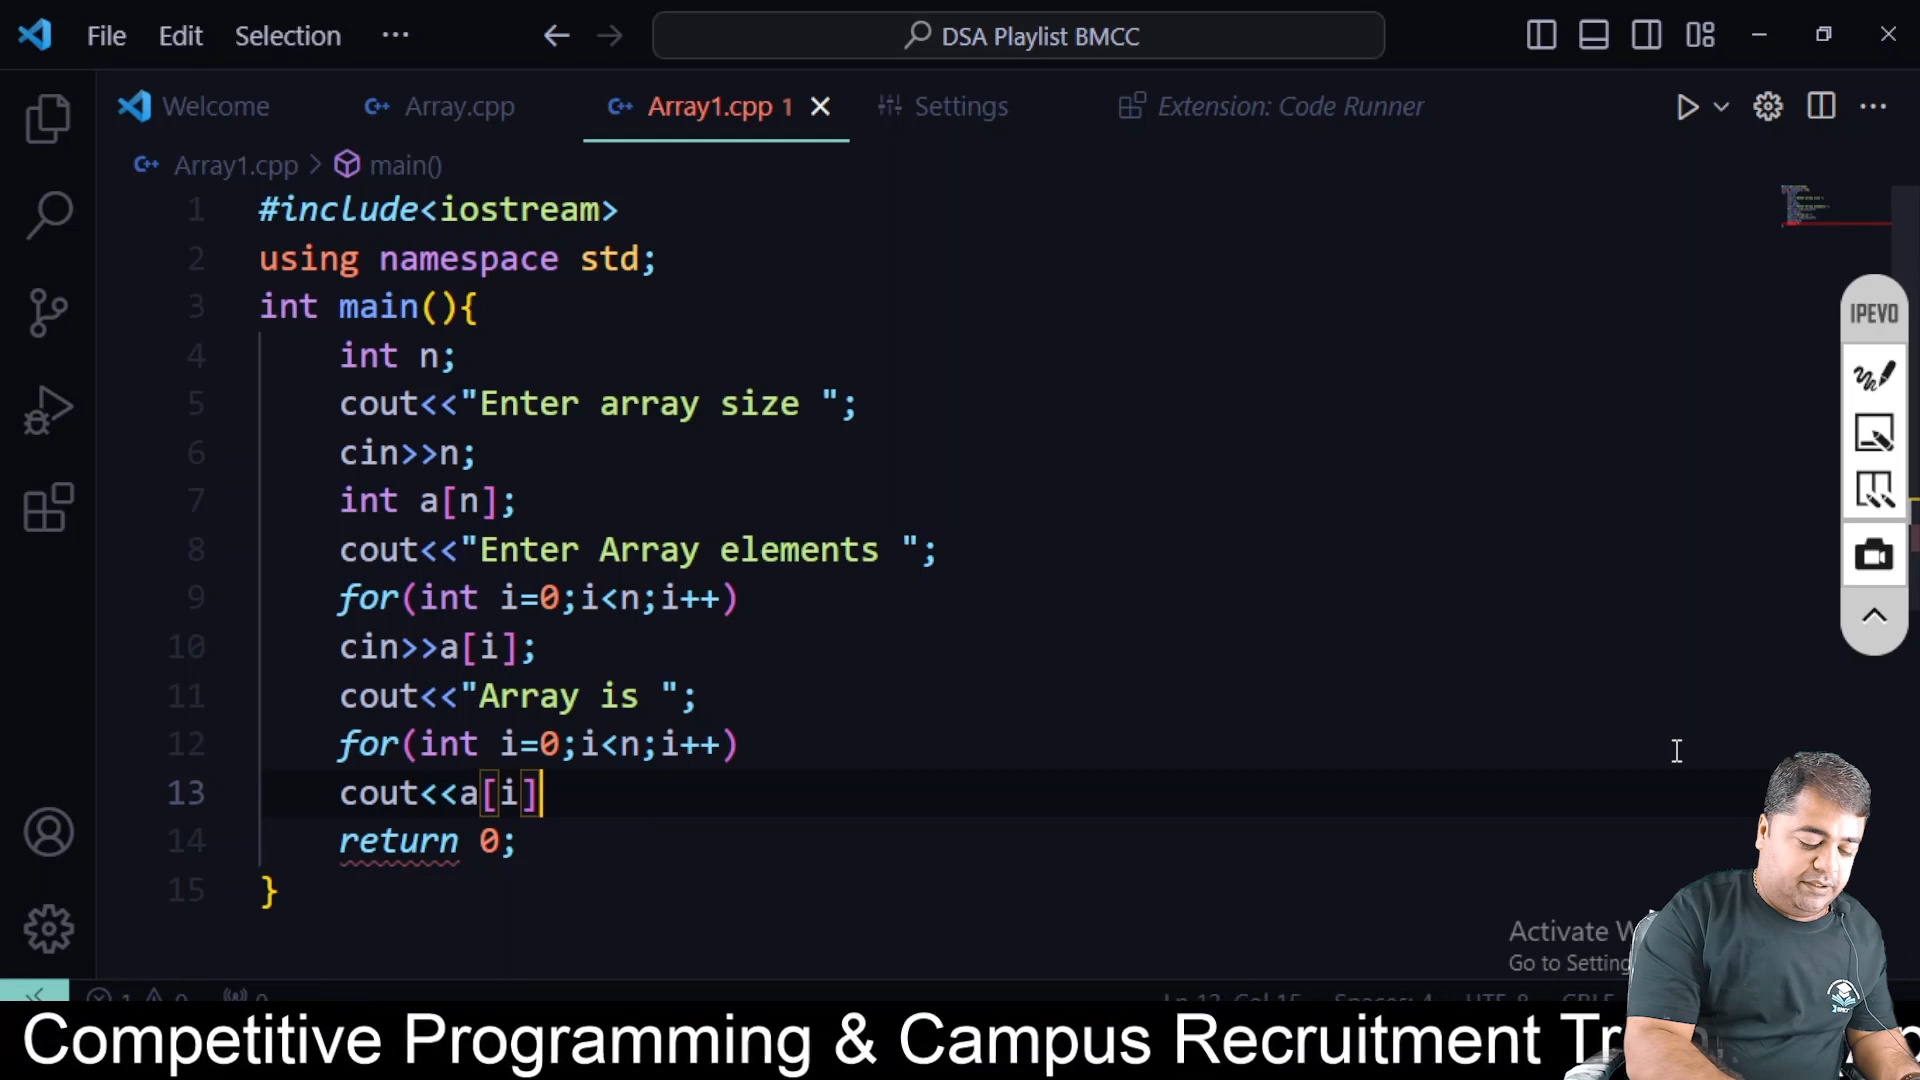 File Edit Selection ··· DSA Playlist BMCC
Welcome Array.cpp Array1.cpp 1 Settings Extension: Code Runner
Array1.cpp > main()
1 #include<iostream>
2 using namespace std;
3 int main(){
4 int n;
5 cout<<"Enter array size ";
6 cin>>n;
7 int a[n];
8 cout<<"Enter Array elements ";
9 for(int i=0;i<n;i++)
10 cin>>a[i];
11 cout<<"Array is ";
12 for(int i=0;i<n;i++)
13 cout<<a[i]
14 return 0;
15 }
IPEVO
Activate
Go to Setting
Competitive Programming & Campus Recruitment Tr